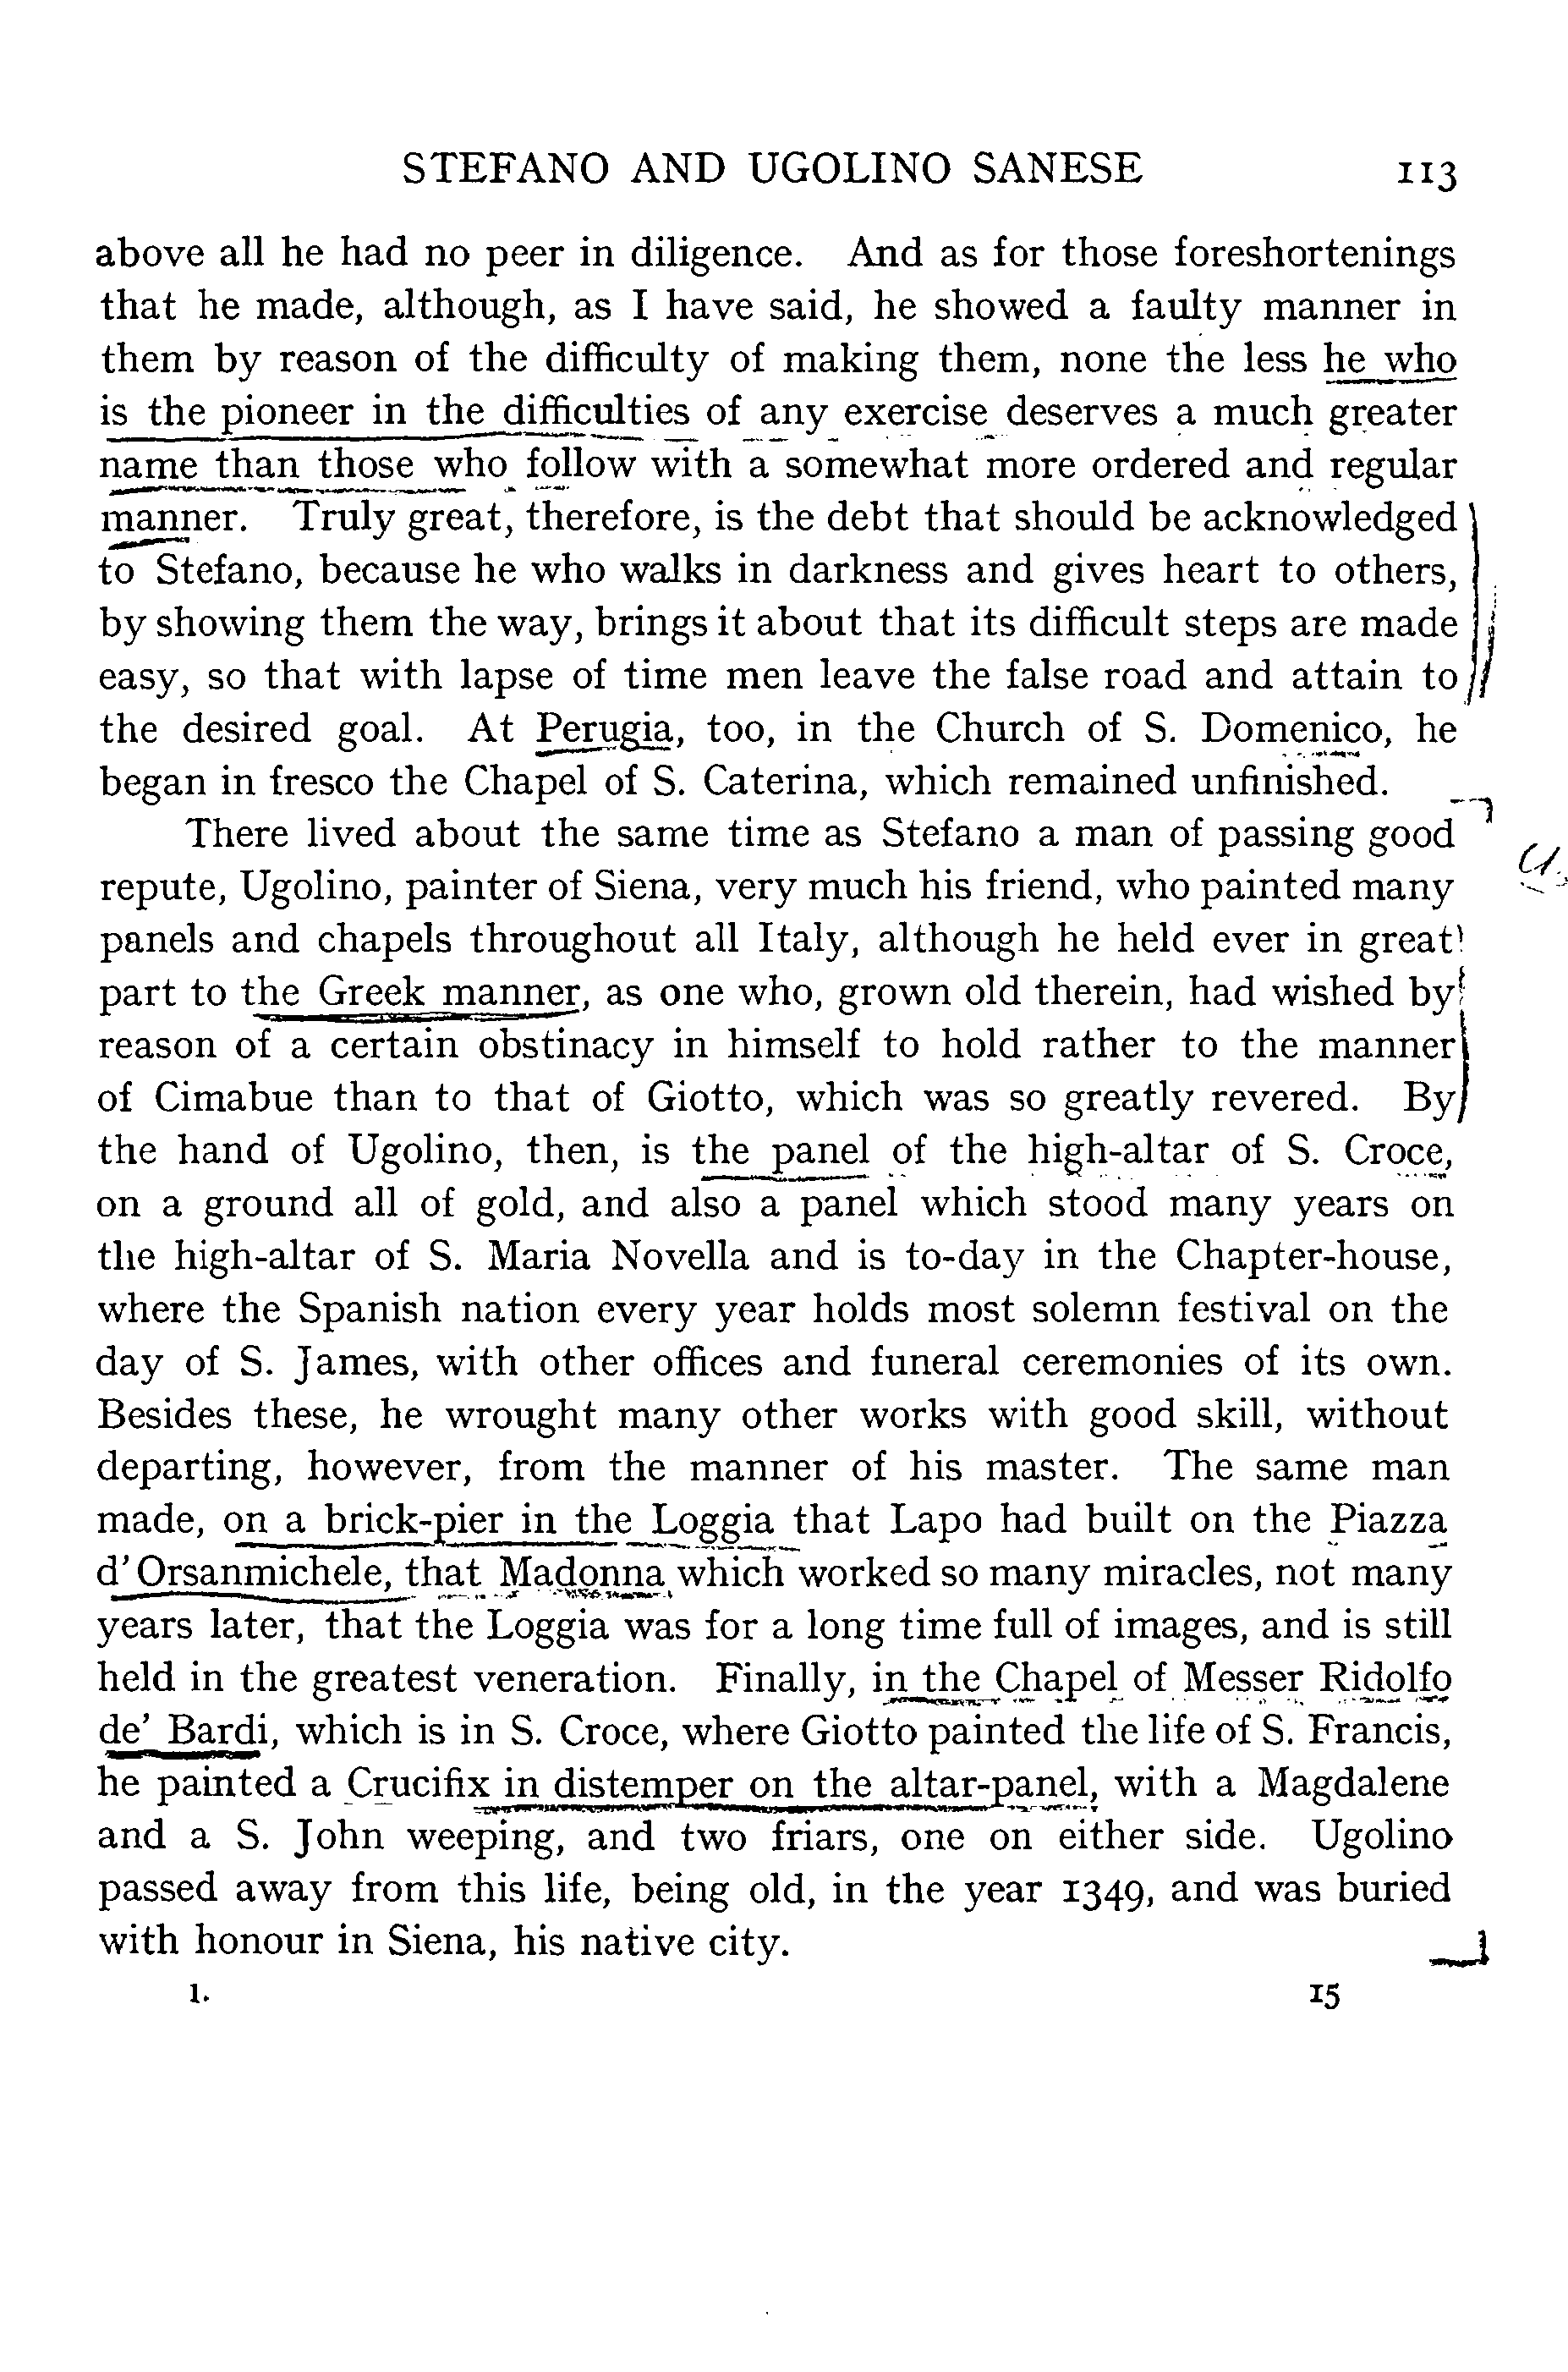 STEFANO AND UGOLINO SANESE 113
above all he had no peer in diligence. And as for those foreshortenings
that he made, although, as I have said, he showed a faulty manner in
them by reason of the difficulty of making them, none the less he who
is the pioneer in the difficulties of any exercise deserves a much greater
name than those who follow with a somewhat more ordered and regular
manner. Truly great, therefore, is the debt that should be acknowledged
to Stefano, because he who walks in darkness and gives heart to others,
by showing them the way, brings it about that its difficult steps are made
easy, so that with lapse of time men leave the false road and attain to
the desired goal. At Perugia, too, in the Church of S. Domenico, he
began in fresco the Chapel of S. Caterina, which remained unfinished.
There lived about the same time as Stefano a man of passing good
repute, Ugolino, painter of Siena, very much his friend, who painted many
panels and chapels throughout all Italy, although he held ever in great
part to the Greek manner, as one who, grown old therein, had wished by
reason of a certain obstinacy in himself to hold rather to the manner
of Cimabue than to that of Giotto, which was so greatly revered. By
the hand of Ugolino, then, is the panel of the high-altar of S. Croce,
on a ground all of gold, and also a panel which stood many years on
the high-altar of S. Maria Novella and is to-day in the Chapter-house,
where the Spanish nation every year holds most solemn festival on the
day of S. James, with other offices and funeral ceremonies of its own.
Besides these, he wrought many other works with good skill, without
departing, however, from the manner of his master. The same man
made, on a brick-pier in the Loggia that Lapo had built on the Piazza
d' Orsanmichele, that Madonna which worked so many miracles, not many
years later, that the Loggia was for a long time full of images, and is still
held in the greatest veneration. Finally, in the Chapel of Messer Ridolfo
de' Bardi, which is in S. Croce, where Giotto painted the life of S. Francis,
he painted a Crucifix in distemper on the altar-panel, with a Magdalene
and a S. John weeping, and two friars, one on either side. Ugolino
passed away from this life, being old, in the year 1349, and was buried
with honour in Siena, his native city.
I. 15